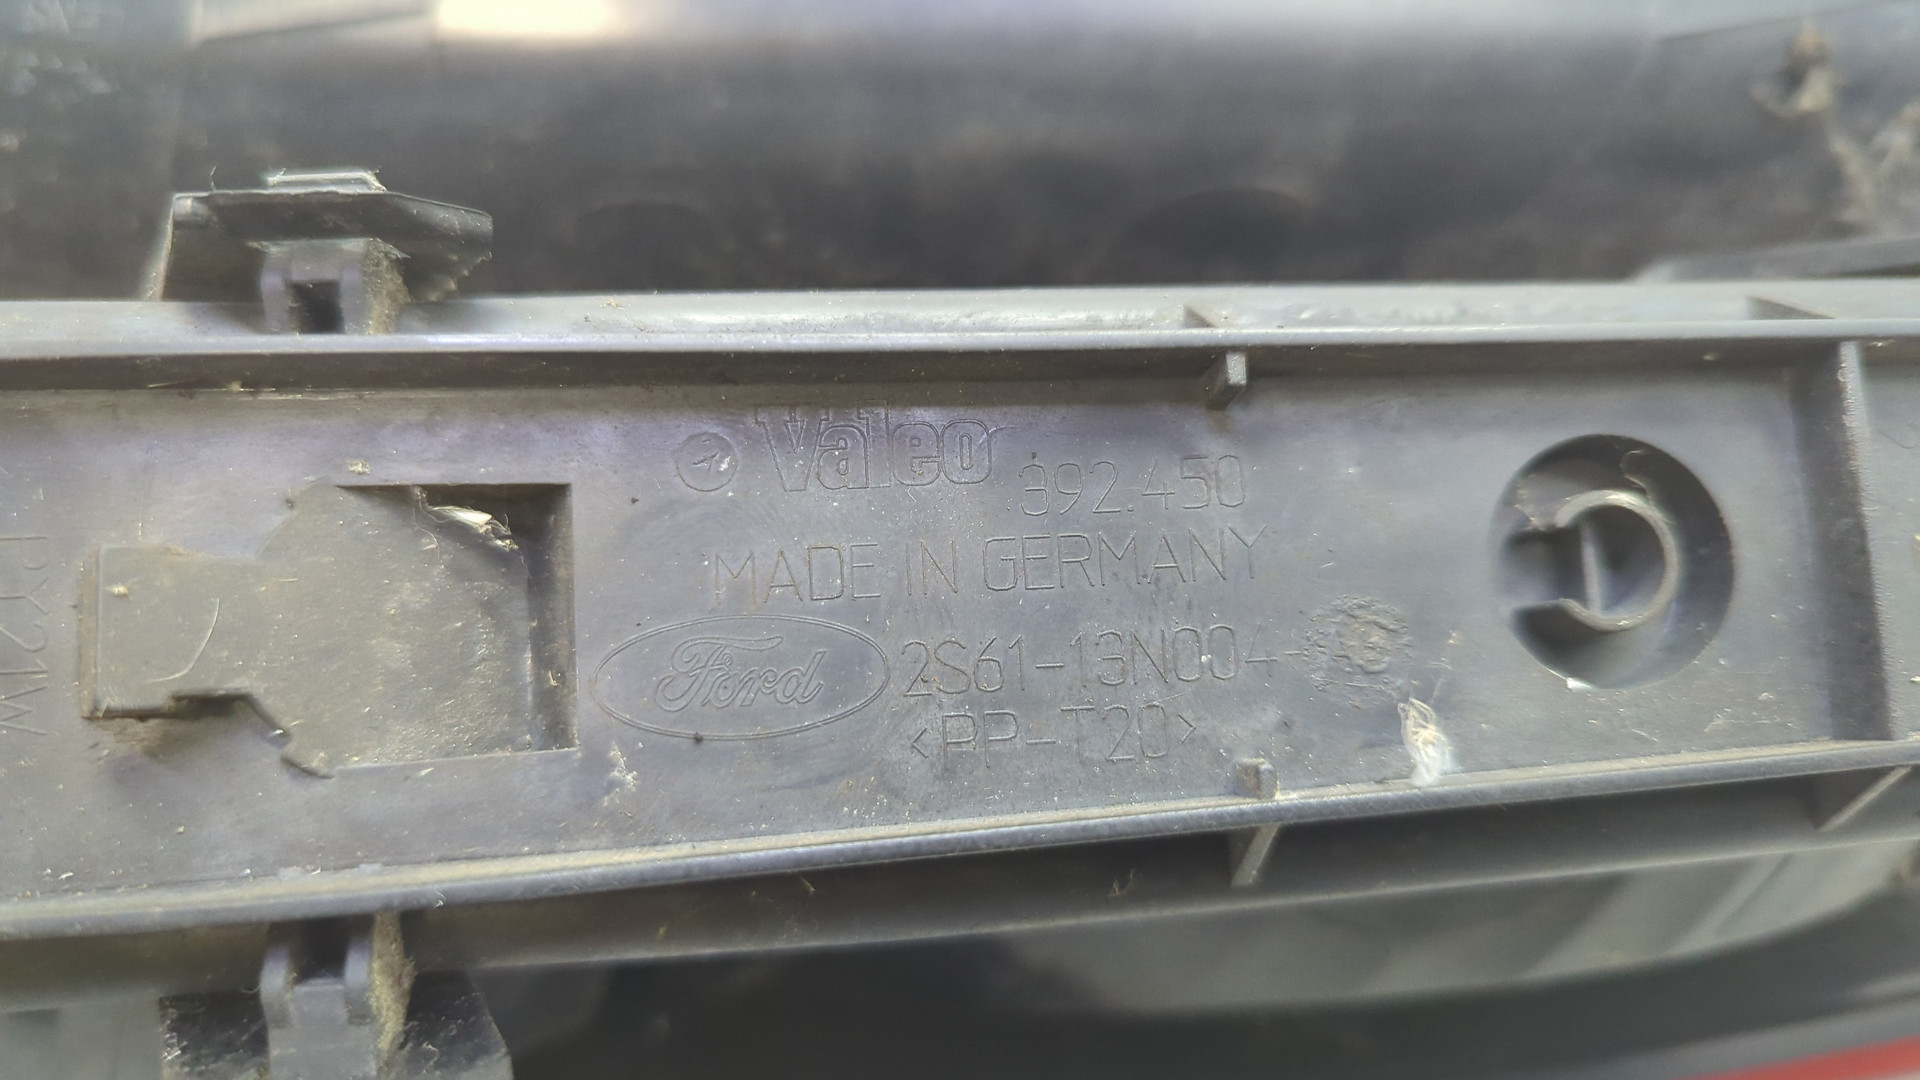 PY21W
Valeo 392.450
MADE IN GERMANY
Ford 2S61-13N004-
<PP-T20>